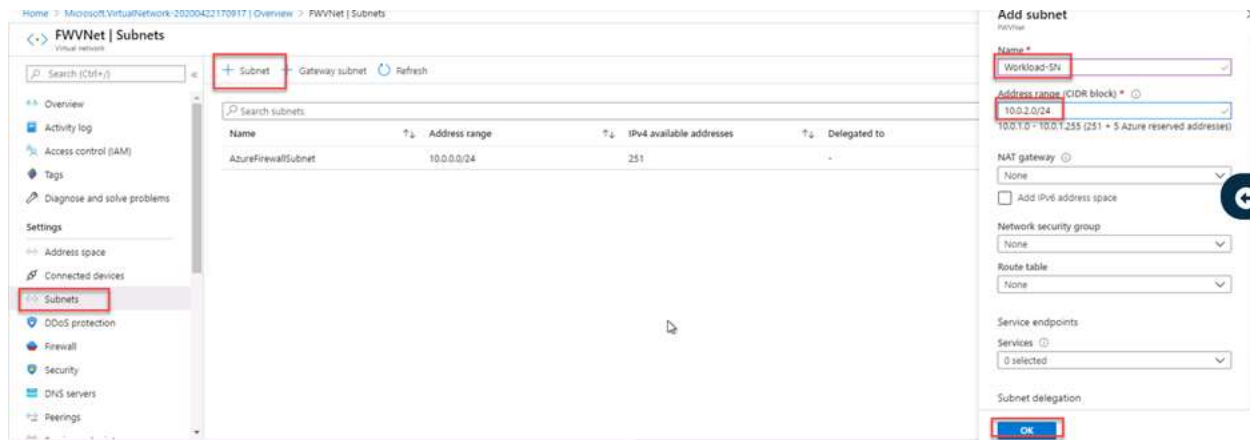 Home > Microsoft.VirtualNetwork-20200422170917 | Overview > FWVNet | Subnets
FWVNet | Subnets
Virtual network
Search (Ctrl+/)
Overview
Activity log
Access control (IAM)
Tags
Diagnose and solve problems
Settings
Address space
Connected devices
Subnets
DDoS protection
Firewall
Security
DNS servers
Peerings
+ Subnet + Gateway subnet Refresh
Search subnets
Name Address range IPv4 available addresses Delegated to
AzureFirewallSubnet 10.0.0.0/24 251 -
Add subnet
FWVNet
Name *
Workload-SN
Address range (CIDR block) *
10.0.2.0/24
10.0.1.0 - 10.0.1.255 (251 + 5 Azure reserved addresses)
NAT gateway
None
Add IPv6 address space
Network security group
None
Route table
None
Service endpoints
Services
0 selected
Subnet delegation
OK